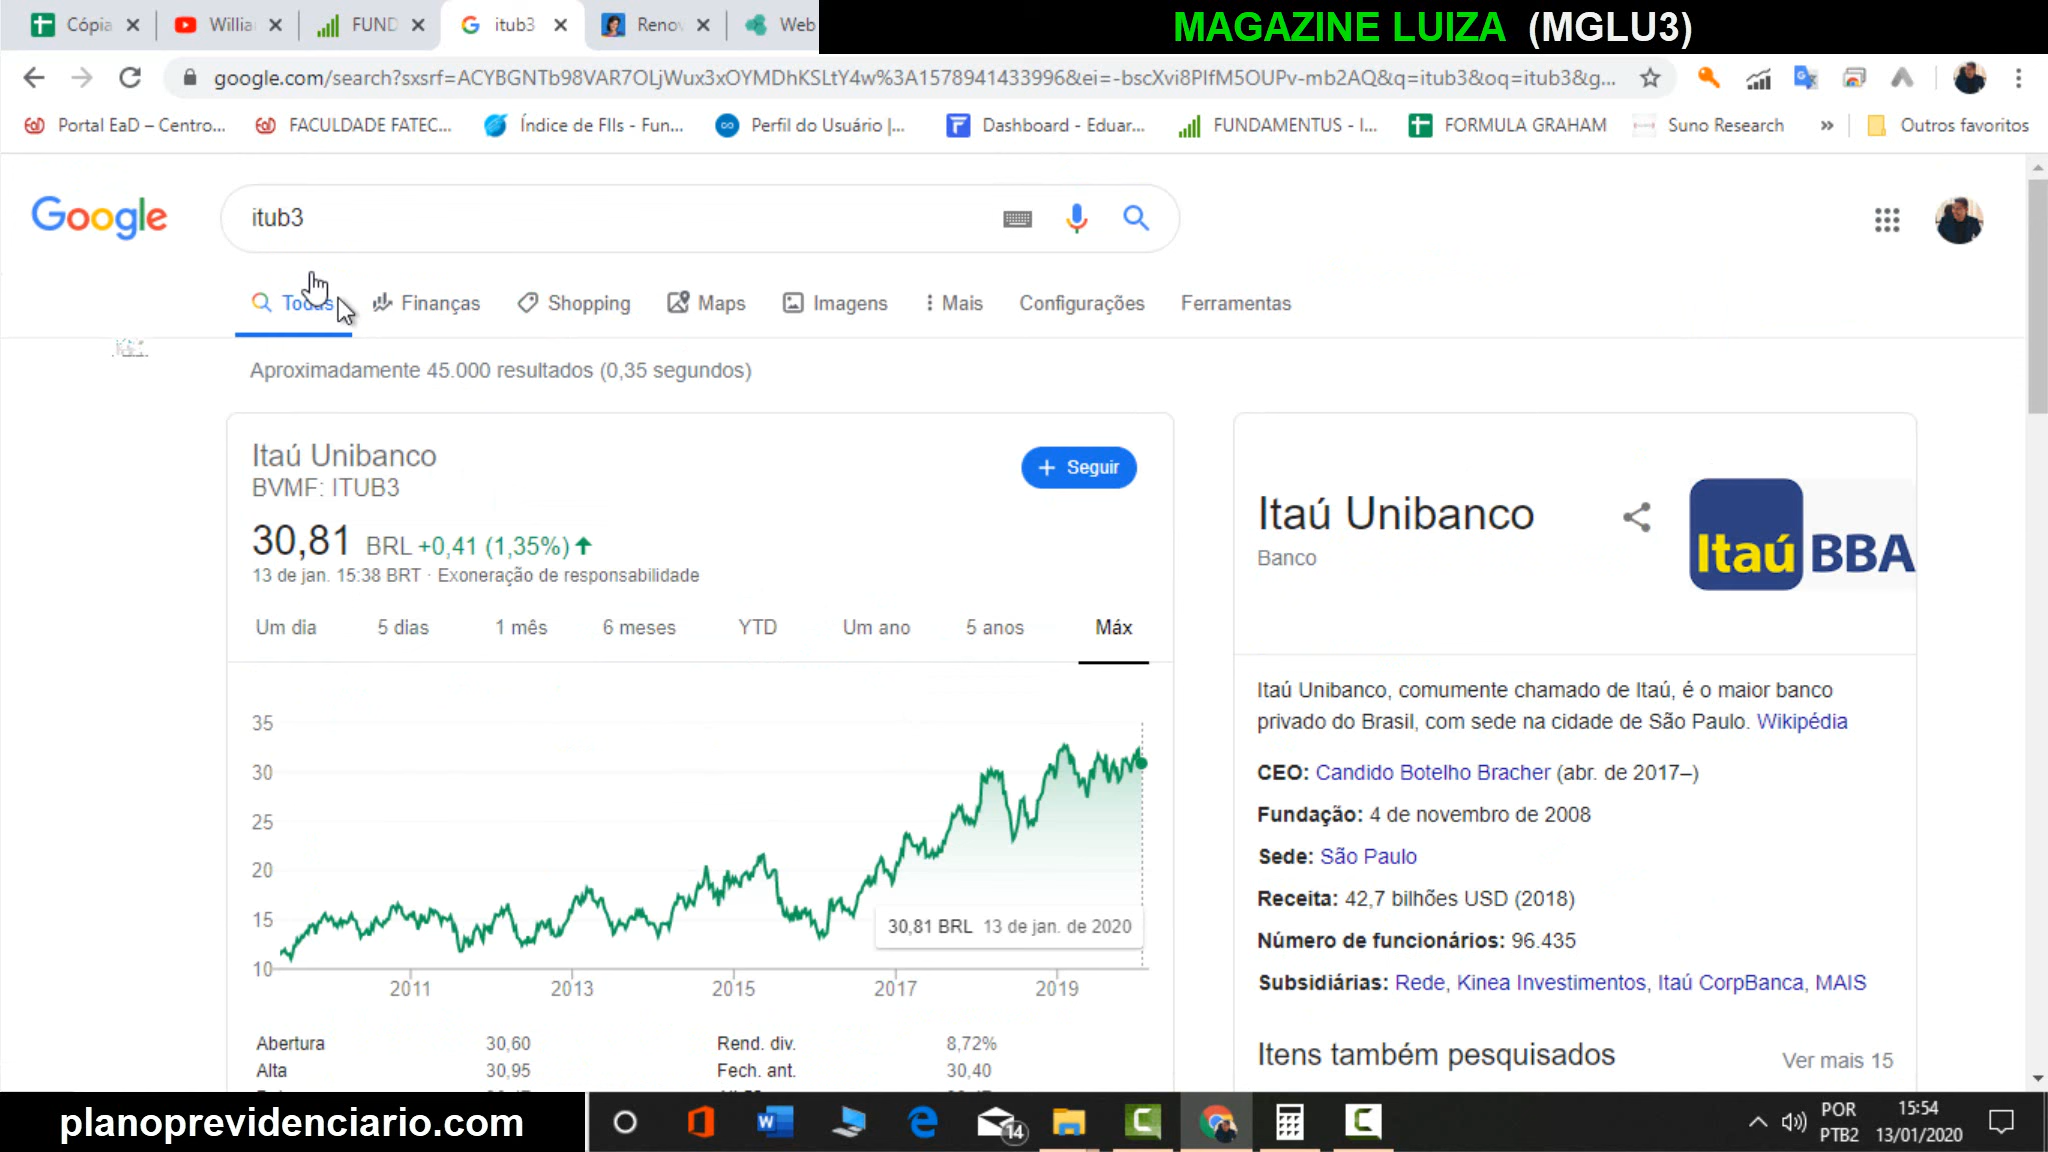 Cópia
Willia
FUND
itub3
Reno
Web
MAGAZINE LUIZA (MGLU3)
google.com/search?sxsrf=ACYBGNTb98VAR7OLjWux3xOYMDhKSLtY4w%3A1578941433996&ei=-bscXvi8PIfM5OUPv-mb2AQ&q=itub3&oq=itub3&g...
Portal EaD – Centro...
FACULDADE FATEC...
Índice de FIIs - Fun...
Perfil do Usuário |...
Dashboard - Eduar...
FUNDAMENTUS - I...
FORMULA GRAHAM
Suno Research
»
Outros favoritos
Google
itub3
Todas
Finanças
Shopping
Maps
Imagens
Mais
Configurações
Ferramentas
Aproximadamente 45.000 resultados (0,35 segundos)
Itaú Unibanco
BVMF: ITUB3
+ Seguir
30,81 BRL +0,41 (1,35%)
13 de jan. 15:38 BRT · Exoneração de responsabilidade
Um dia 5 dias 1 mês 6 meses YTD Um ano 5 anos Máx
35
30
25
20
15
10
30,81 BRL 13 de jan. de 2020
2011 2013 2015 2017 2019
Abertura 30,60 Rend. div. 8,72%
Alta 30,95 Fech. ant. 30,40
Itaú Unibanco
Banco
Itaú BBA
Itaú Unibanco, comumente chamado de Itaú, é o maior banco
privado do Brasil, com sede na cidade de São Paulo. Wikipédia
CEO: Candido Botelho Bracher (abr. de 2017–)
Fundação: 4 de novembro de 2008
Sede: São Paulo
Receita: 42,7 bilhões USD (2018)
Número de funcionários: 96.435
Subsidiárias: Rede, Kinea Investimentos, Itaú CorpBanca, MAIS
Itens também pesquisados
Ver mais 15
planoprevidenciario.com
14
POR
PTB2
15:54
13/01/2020